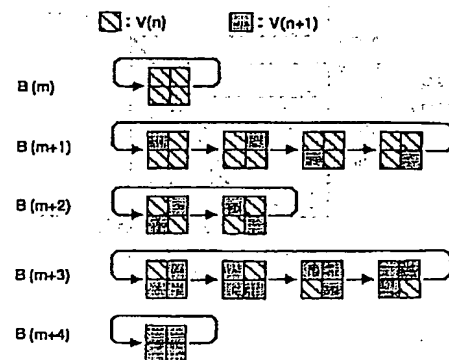 : V(n) : V(n+1)
B (m)
B (m+1)
B (m+2)
B (m+3)
B (m+4)